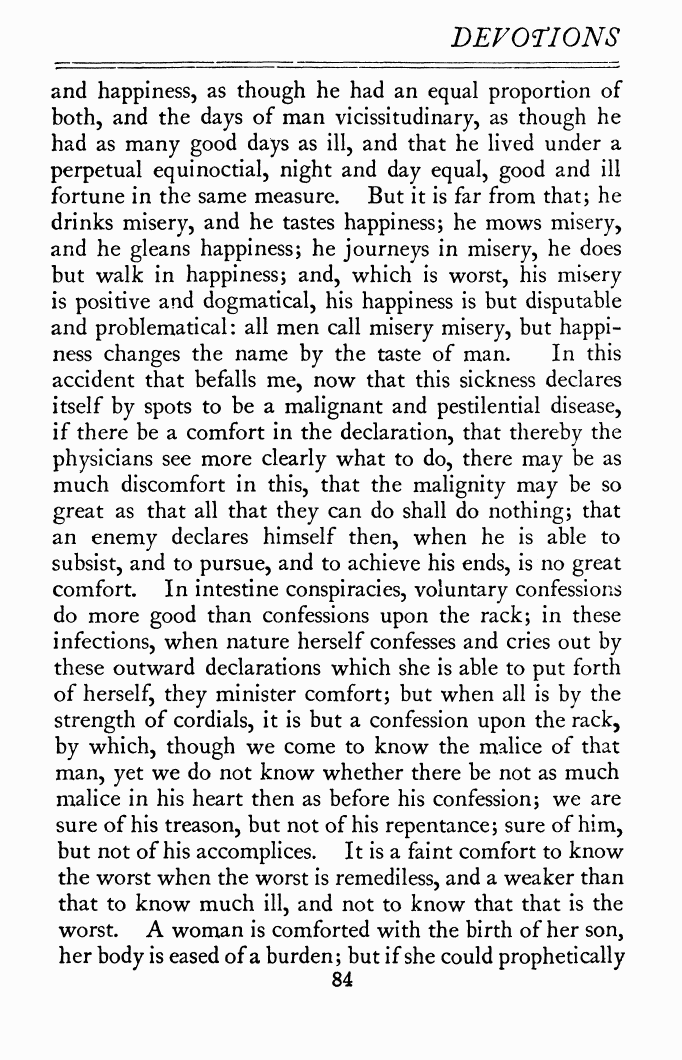 DEVOTIONS
and happiness, as though he had an equal proportion of
both, and the days of man vicissitudinary, as though he
had as many good days as ill, and that he lived under a
perpetual equinoctial, night and day equal, good and ill
fortune in the same measure. But it is far from that; he
drinks misery, and he tastes happiness; he mows misery,
and he gleans happiness; he journeys in misery, he does
but walk in happiness; and, which is worst, his misery
is positive and dogmatical, his happiness is but disputable
and problematical: all men call misery misery, but happi-
ness changes the name by the taste of man. In this
accident that befalls me, now that this sickness declares
itself by spots to be a malignant and pestilential disease,
if there be a comfort in the declaration, that thereby the
physicians see more clearly what to do, there may be as
much discomfort in this, that the malignity may be so
great as that all that they can do shall do nothing; that
an enemy declares himself then, when he is able to
subsist, and to pursue, and to achieve his ends, is no great
comfort. In intestine conspiracies, voluntary confessions
do more good than confessions upon the rack; in these
infections, when nature herself confesses and cries out by
these outward declarations which she is able to put forth
of herself, they minister comfort; but when all is by the
strength of cordials, it is but a confession upon the rack,
by which, though we come to know the malice of that
man, yet we do not know whether there be not as much
malice in his heart then as before his confession; we are
sure of his treason, but not of his repentance; sure of him,
but not of his accomplices. It is a faint comfort to know
the worst when the worst is remediless, and a weaker than
that to know much ill, and not to know that that is the
worst. A woman is comforted with the birth of her son,
her body is eased of a burden; but if she could prophetically
84